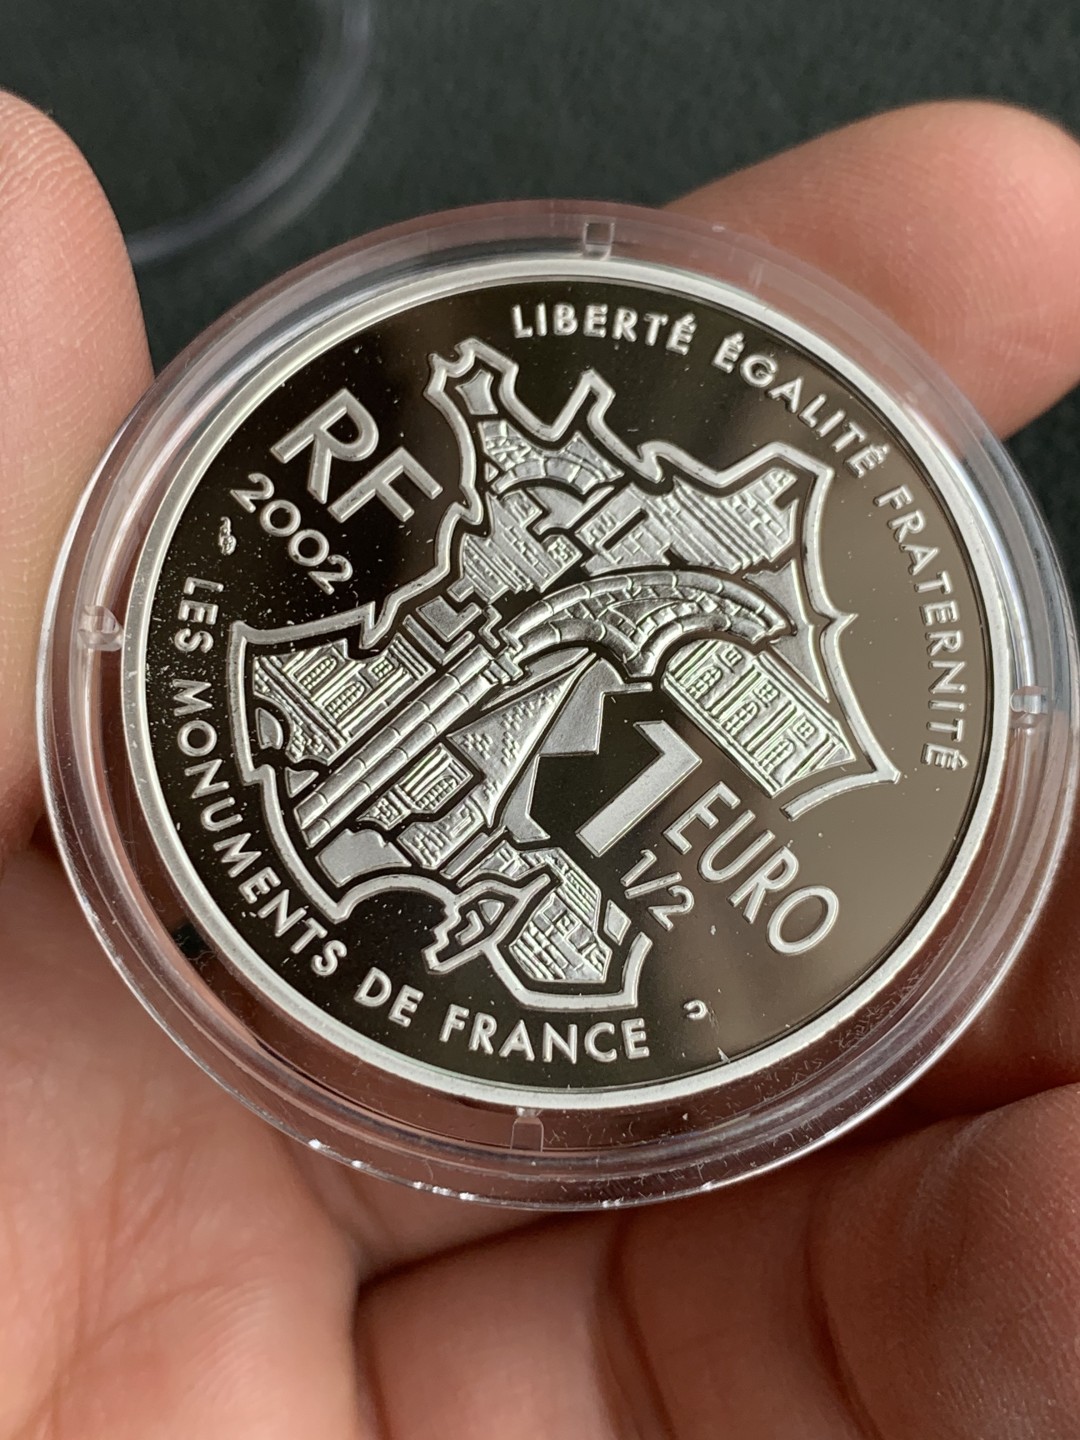 LIBERTÉ ÉGALITÉ FRATERNITÉ
RF
2002
LES MONUMENTS DE FRANCE
1 EURO
1/2